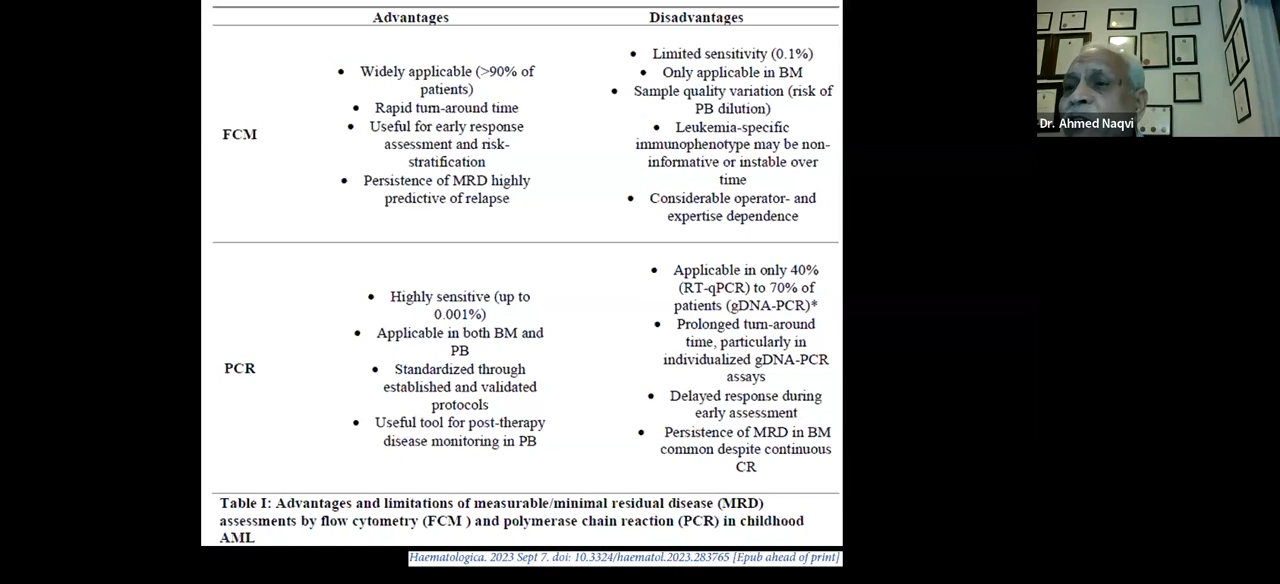 Advantages
Disadvantages
FCM
• Widely applicable (>90% of
patients)
• Rapid turn-around time
• Useful for early response
assessment and risk-
stratification
• Persistence of MRD highly
predictive of relapse
• Limited sensitivity (0.1%)
• Only applicable in BM
• Sample quality variation (risk of
PB dilution)
• Leukemia-specific
immunophenotype may be non-
informative or instable over
time
• Considerable operator- and
expertise dependence
PCR
• Highly sensitive (up to
0.001%)
• Applicable in both BM and
PB
• Standardized through
established and validated
protocols
• Useful tool for post-therapy
disease monitoring in PB
• Applicable in only 40%
(RT-qPCR) to 70% of
patients (gDNA-PCR)*
• Prolonged turn-around
time, particularly in
individualized gDNA-PCR
assays
• Delayed response during
early assessment
• Persistence of MRD in BM
common despite continuous
CR
Table I: Advantages and limitations of measurable/minimal residual disease (MRD)
assessments by flow cytometry (FCM ) and polymerase chain reaction (PCR) in childhood
AML
Haematologica. 2023 Sept 7. doi: 10.3324/haematol.2023.283765 [Epub ahead of print]
Dr. Ahmed Naqvi